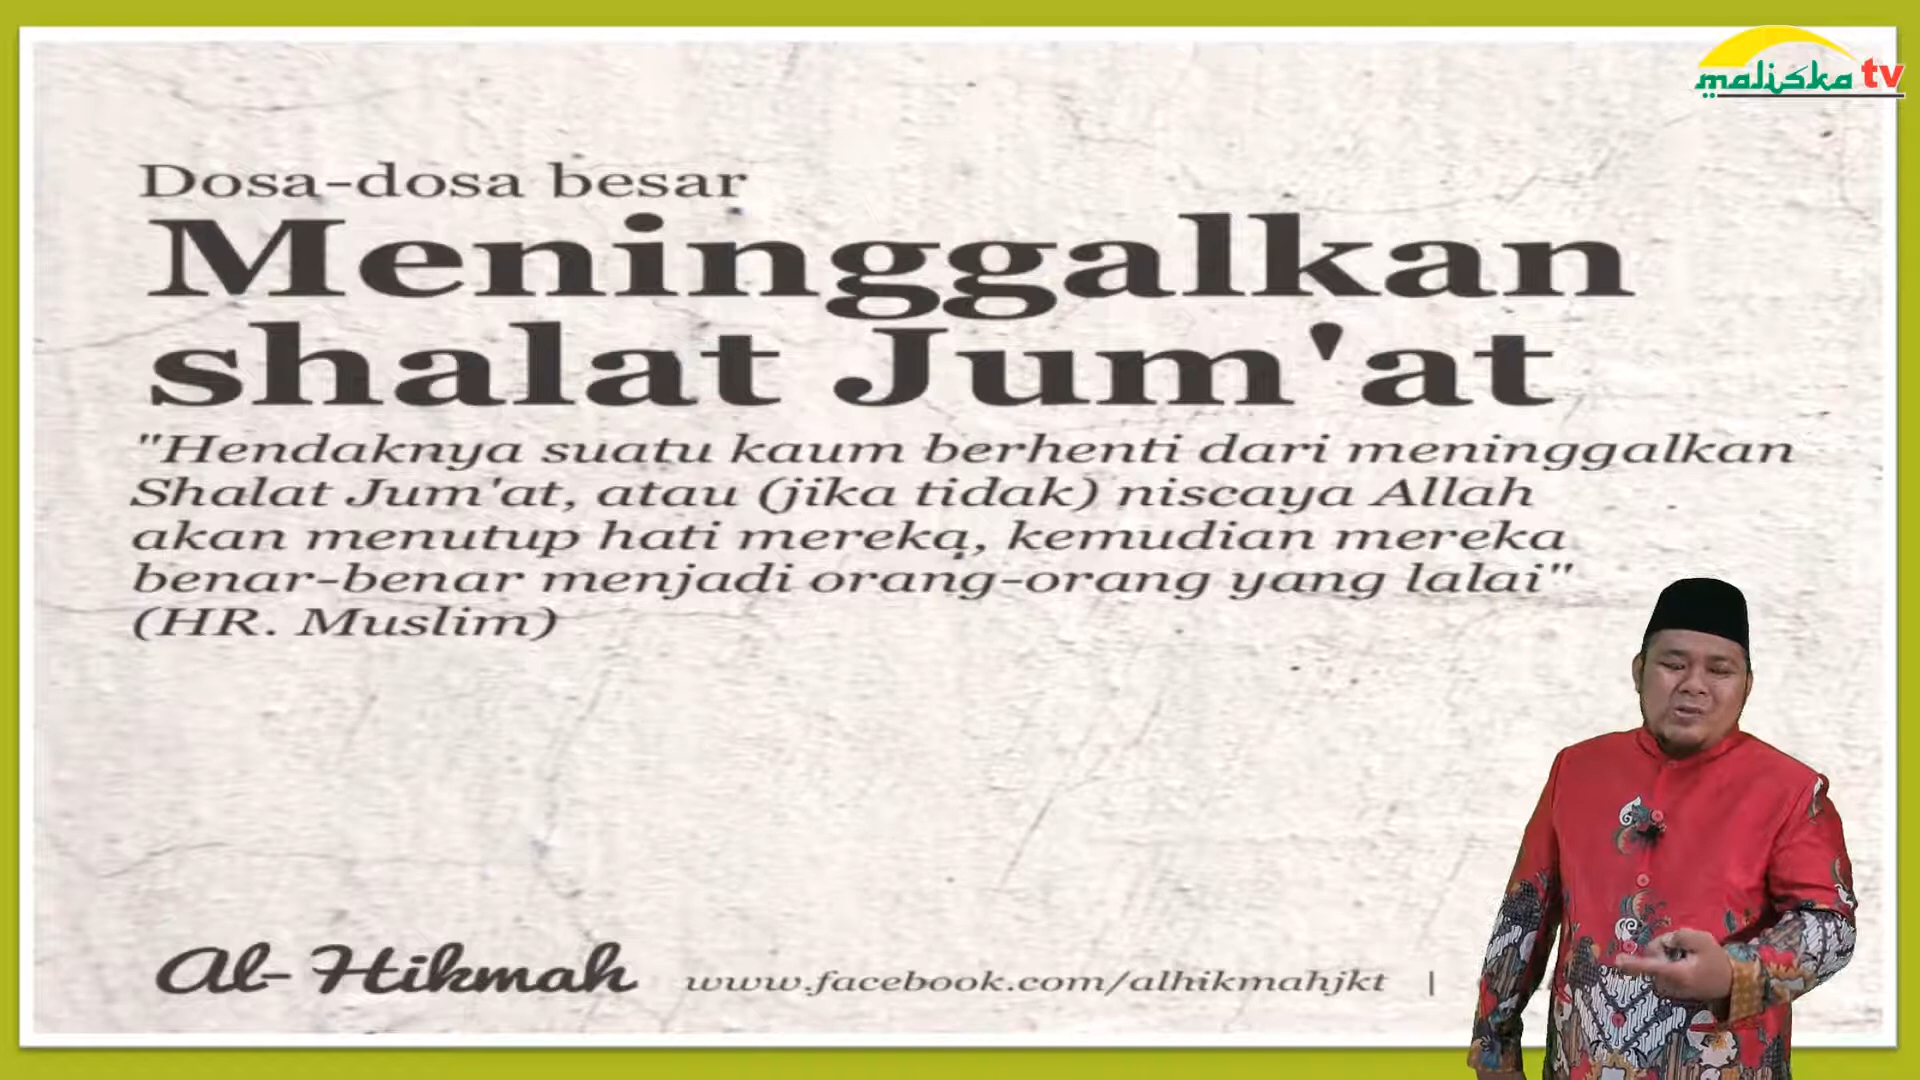 maliska tv
Dosa-dosa besar
Meninggalkan
shalat Jum'at
"Hendaknya suatu kaum berhenti dari meninggalkan
Shalat Jum'at, atau (jika tidak) niscaya Allah
akan menutup hati mereka, kemudian mereka
benar-benar menjadi orang-orang yang lalai"
(HR. Muslim)
Al-Hikmah www.facebook.com/alhikmahjkt |